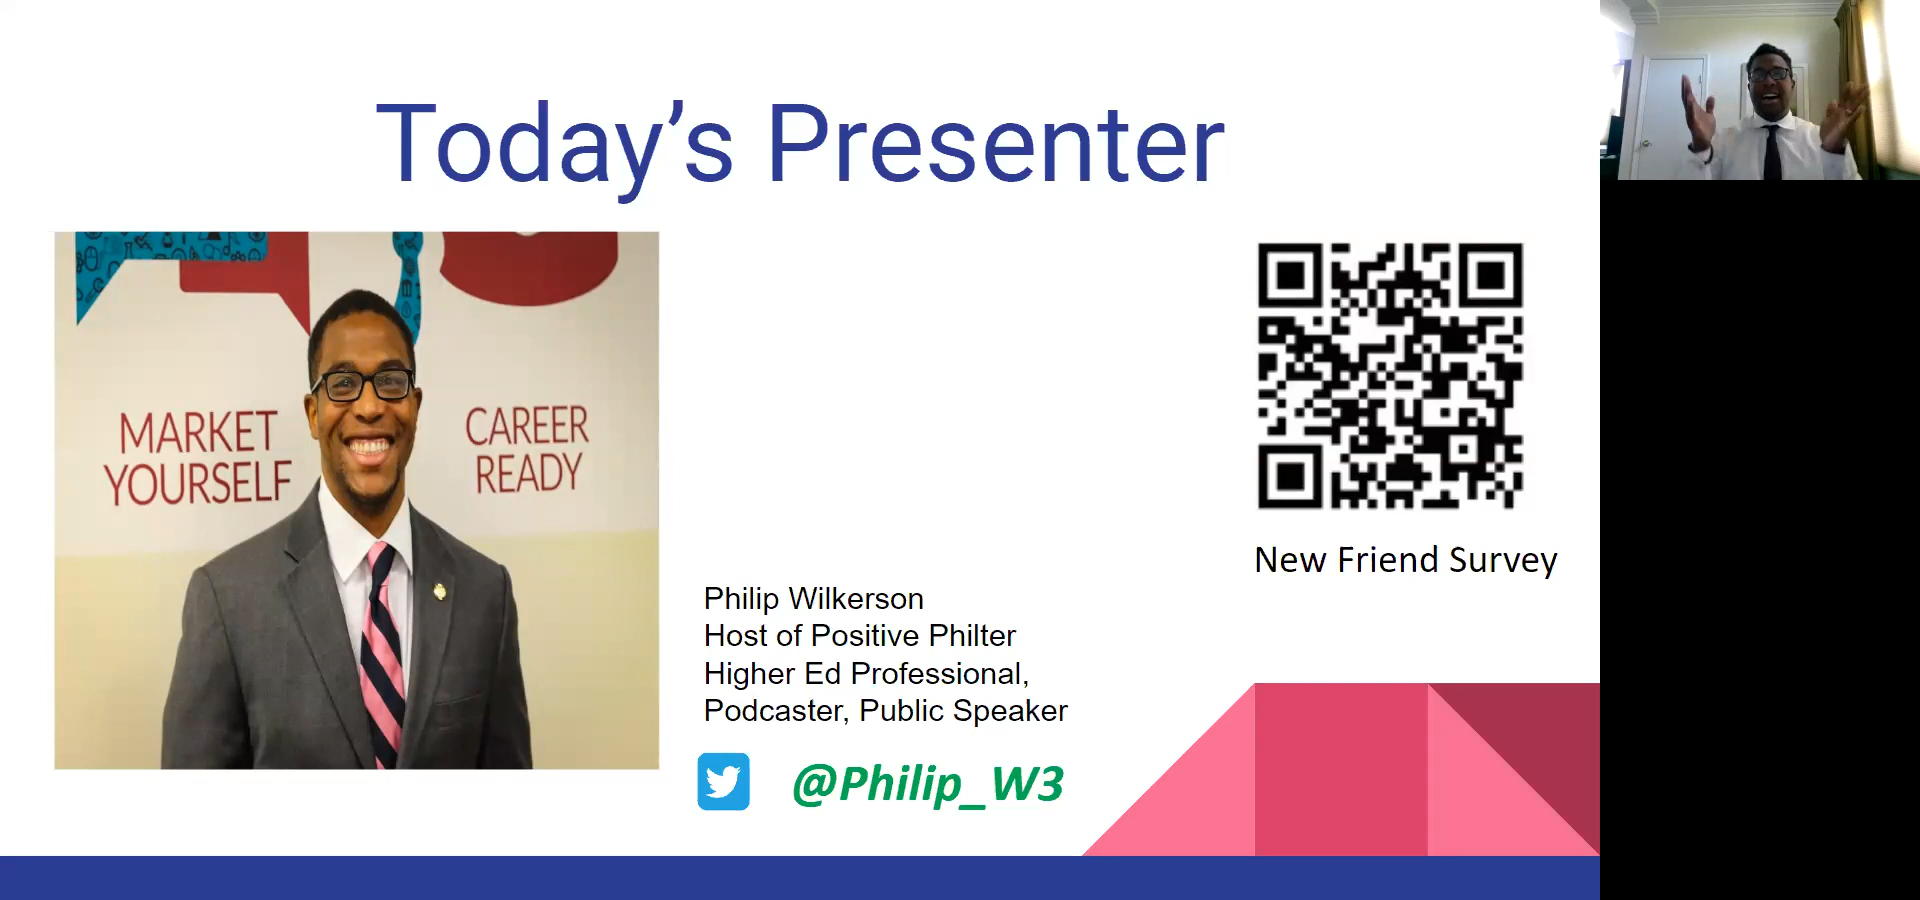 Today’s Presenter
MARKET
YOURSELF
CAREER
READY
New Friend Survey
Philip Wilkerson
Host of Positive Philter
Higher Ed Professional,
Podcaster, Public Speaker
@Philip_W3